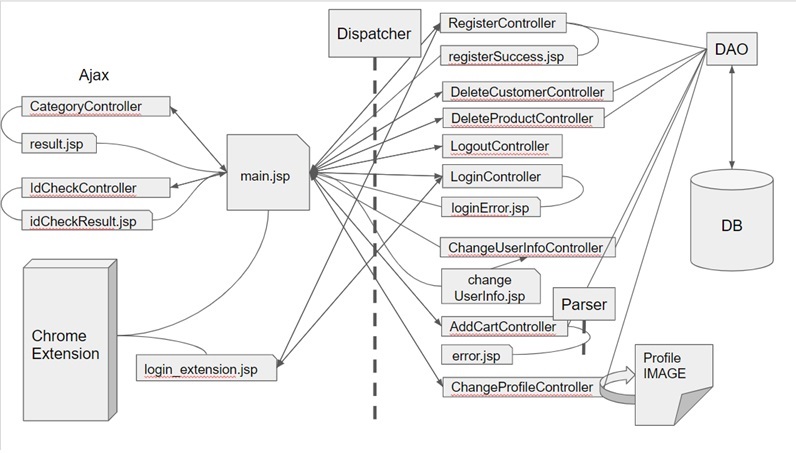 Ajax
CategoryController
result.jsp
IdCheckController
idCheckResult.jsp
Chrome
Extension
login_extension.jsp
main.jsp
Dispatcher
RegisterController
registerSuccess.jsp
DeleteCustomerController
DeleteProductController
LogoutController
LoginController
loginError.jsp
ChangeUserInfoController
change
UserInfo.jsp
Parser
AddCartController
error.jsp
ChangeProfileController
Profile
IMAGE
DAO
DB